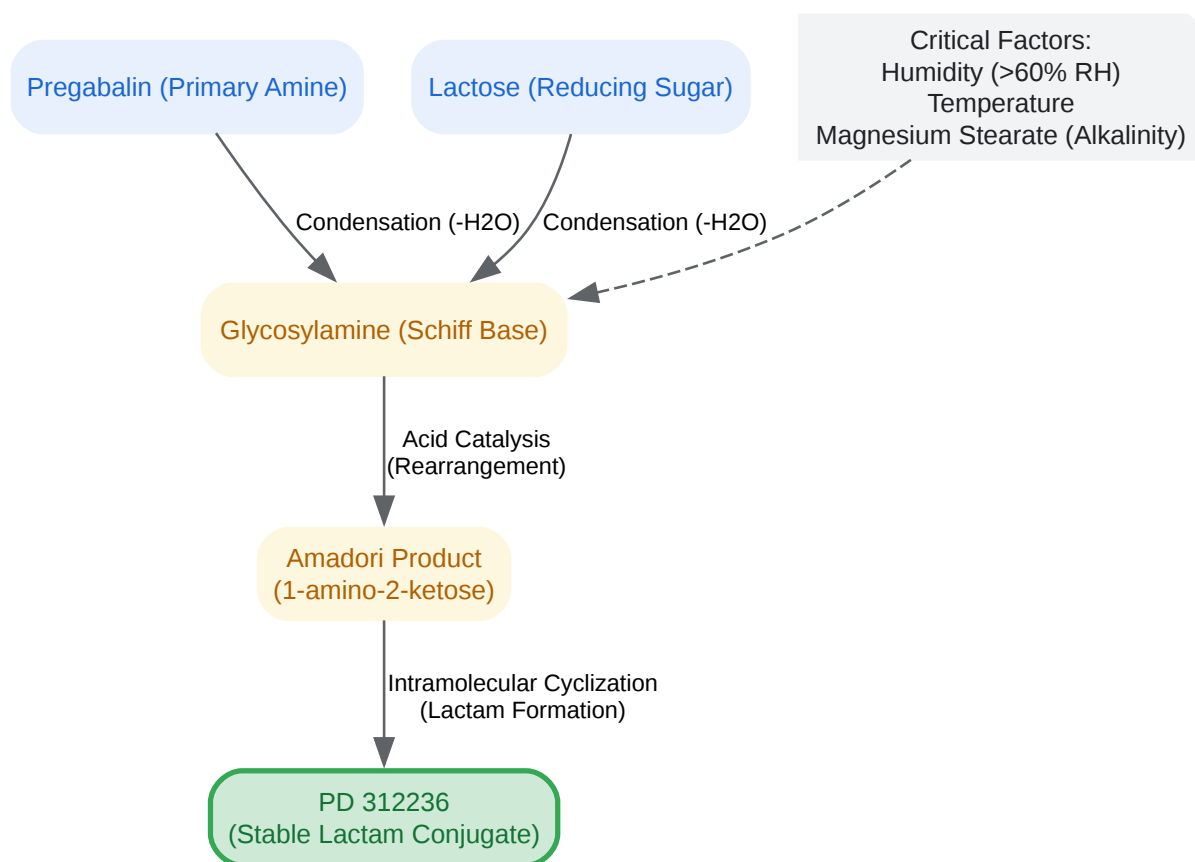 Pregabalin (Primary Amine)
Lactose (Reducing Sugar)
Critical Factors:
Humidity (>60% RH)
Temperature
Magnesium Stearate (Alkalinity)
Condensation (-H2O)
Condensation (-H2O)
Glycosylamine (Schiff Base)
Acid Catalysis
(Rearrangement)
Amadori Product
(1-amino-2-ketose)
Intramolecular Cyclization
(Lactam Formation)
PD 312236
(Stable Lactam Conjugate)